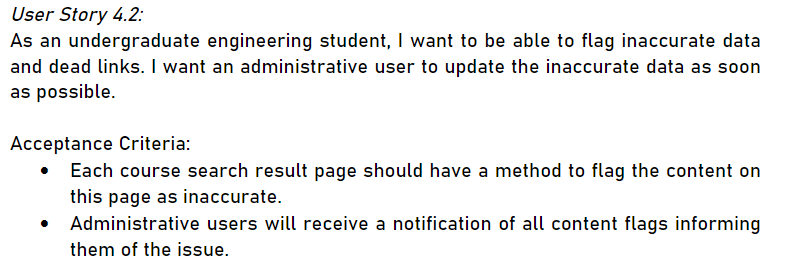 User Story 4.2:
As an undergraduate engineering student, I want to be able to flag inaccurate data
and dead links. I want an administrative user to update the inaccurate data as soon
as possible.
Acceptance Criteria:
• Each course search result page should have a method to flag the content on
this page as inaccurate.
• Administrative users will receive a notification of all content flags informing
them of the issue.